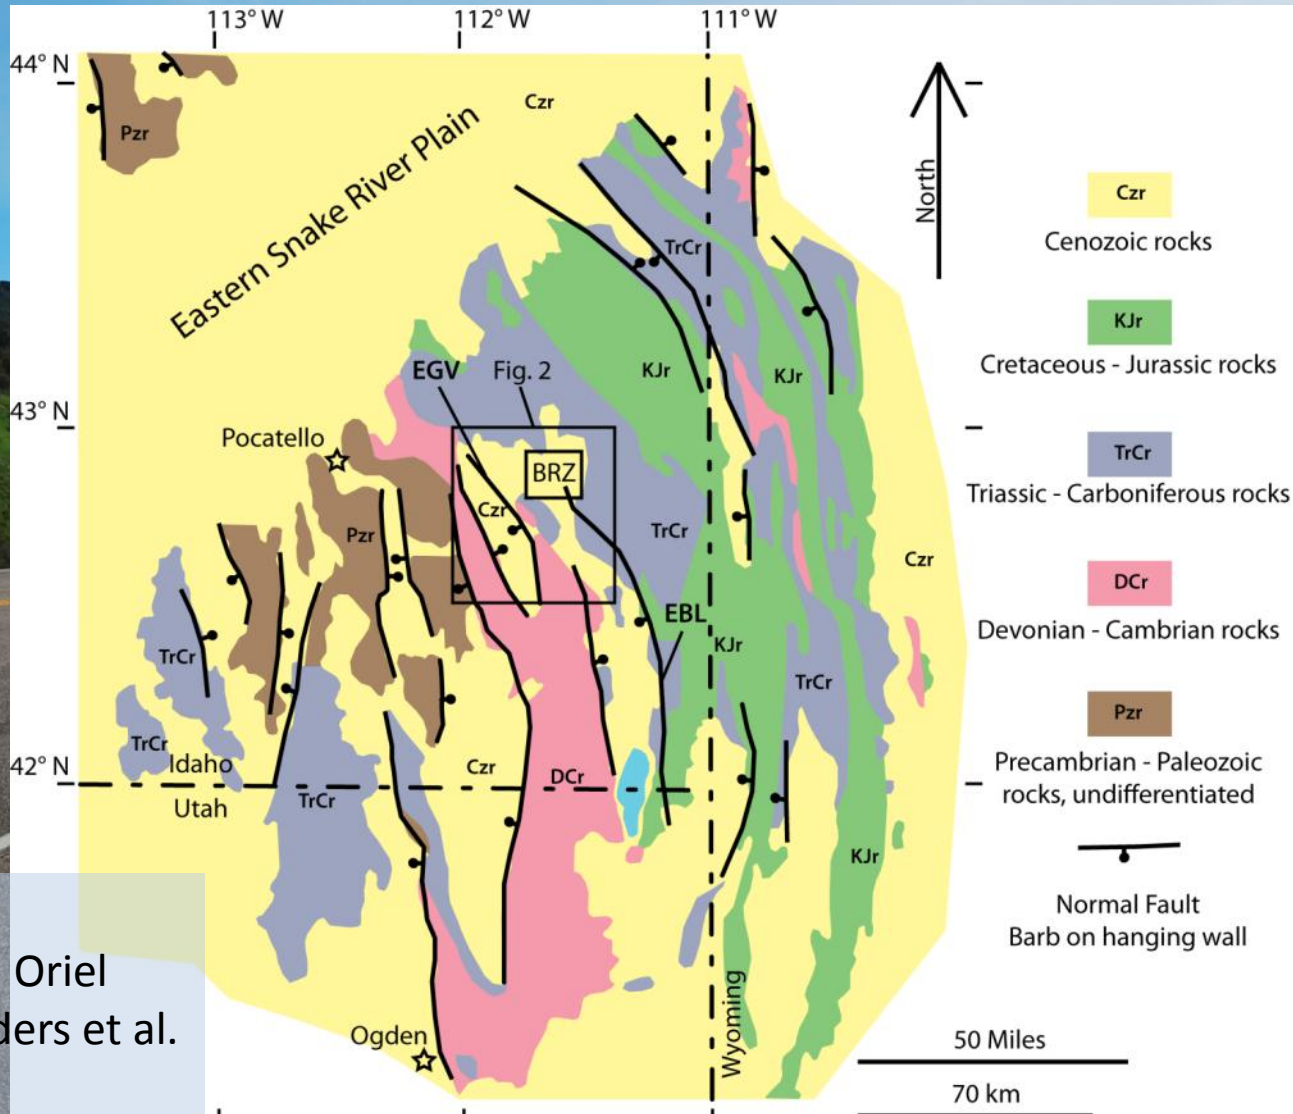 113° W
112° W
111° W
44° N
43° N
42° N
Czr
Pzr
Eastern Snake River Plain
TrCr
EGV
Fig. 2
KJr
KJr
Pocatello
BRZ
Czr
Pzr
TrCr
Czr
EBL
KJr
TrCr
TrCr
TrCr
Idaho
Utah
TrCr
Czr
DCr
KJr
Ogden
Wyoming
Oriel
et al.
North
Czr
Cenozoic rocks
KJr
Cretaceous - Jurassic rocks
TrCr
Triassic - Carboniferous rocks
DCr
Devonian - Cambrian rocks
Pzr
Precambrian - Paleozoic
rocks, undifferentiated
Normal Fault
Barb on hanging wall
50 Miles
70 km